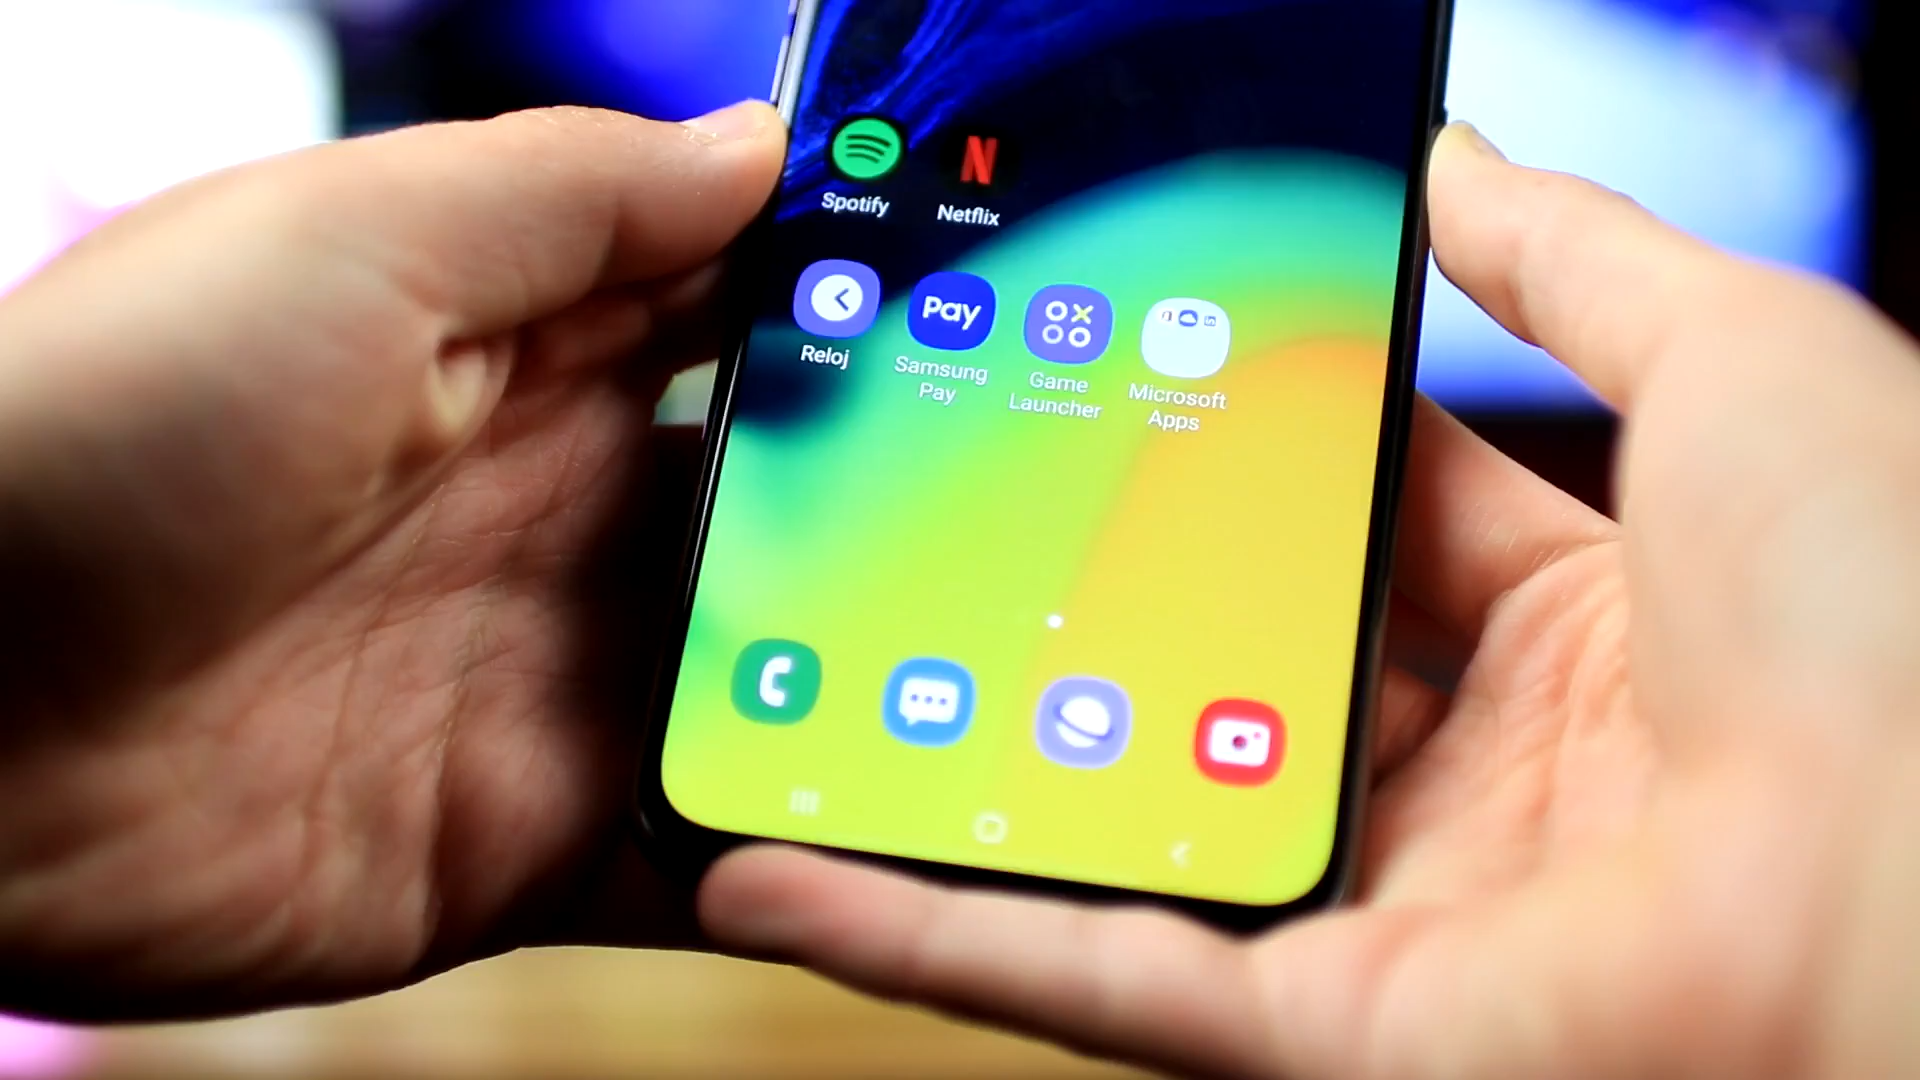 Spotify
Netflix
Pay
Reloj
Samsung
Pay
Game
Launcher
Microsoft
Apps